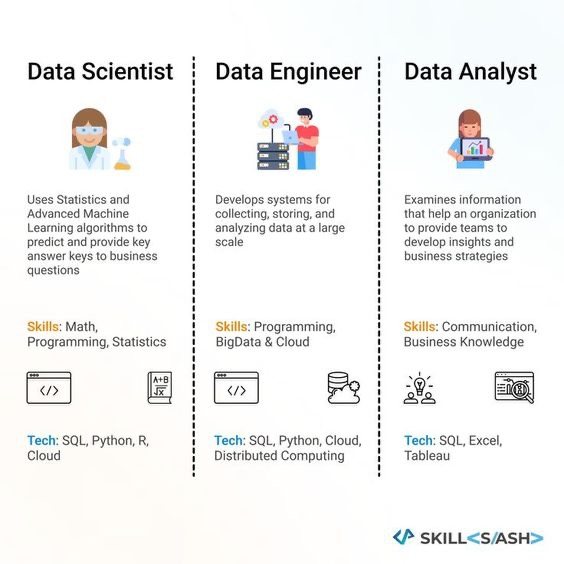 Data Scientist
Uses Statistics and
Advanced Machine
Learning algorithms to
predict and provide key
answer keys to business
questions
Skills: Math,
Programming, Statistics
</>
A+B
√x
Tech: SQL, Python, R,
Cloud
Data Engineer
Develops systems for
collecting, storing, and
analyzing data at a large
scale
Skills: Programming,
BigData & Cloud
</>
Tech: SQL, Python, Cloud,
Distributed Computing
Data Analyst
Examines information
that help an organization
to provide teams to
develop insights and
business strategies
Skills: Communication,
Business Knowledge
Tech: SQL, Excel,
Tableau
</> SKILL<S/ASH>